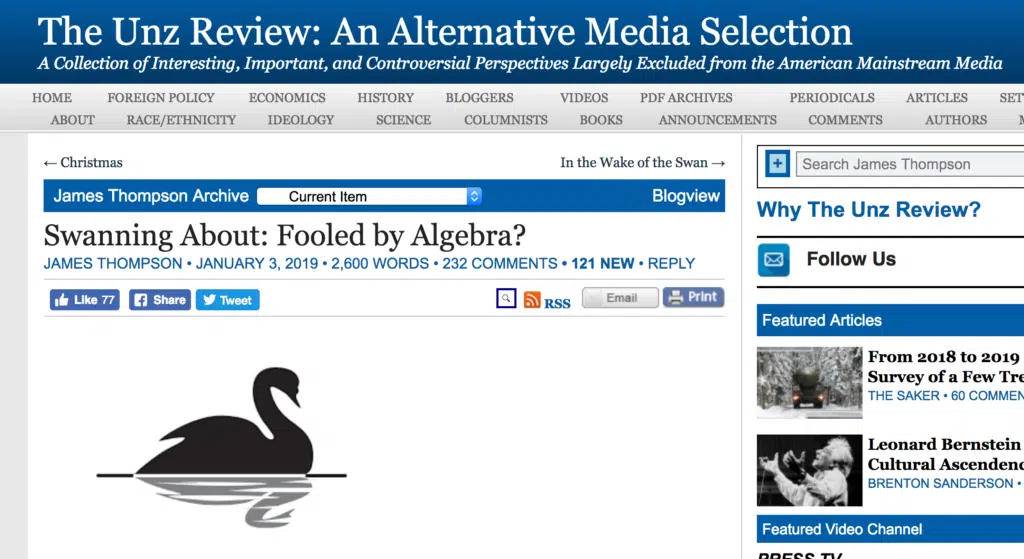 The Unz Review: An Alternative Media Selection
A Collection of Interesting, Important, and Controversial Perspectives Largely Excluded from the American Mainstream Media
HOME FOREIGN POLICY ECONOMICS HISTORY BLOGGERS VIDEOS PDF ARCHIVES PERIODICALS ARTICLES
ABOUT RACE/ETHNICITY IDEOLOGY SCIENCE COLUMNISTS BOOKS ANNOUNCEMENTS COMMENTS AUTHORS
← Christmas In the Wake of the Swan →
James Thompson Archive Current Item Blogview
Swanning About: Fooled by Algebra?
JAMES THOMPSON • JANUARY 3, 2019 • 2,600 WORDS • 232 COMMENTS • 121 NEW • REPLY
Like 77 Share Tweet RSS Email Print
Search James Thompson
Why The Unz Review?
Follow Us
Featured Articles
From 2018 to 2019
Survey of a Few
THE SAKER • 60
Leonard Bernstein
Cultural
BRENTON SANDERSON •
Featured Video Channel
PRESS TV